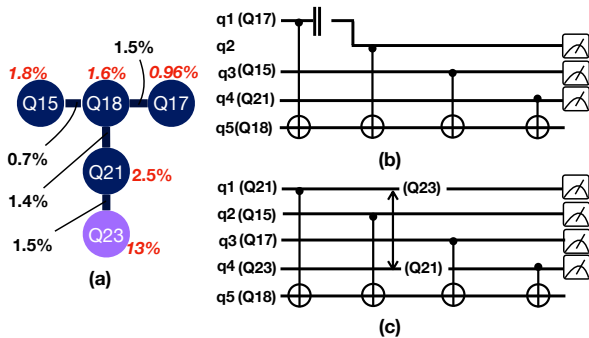 1.5%
1.8%
1.6%
0.96%
Q15
Q18
Q17
0.7%
1.4%
Q21
2.5%
1.5%
Q23
13%
(a)
q1 (Q17)
q2
q3 (Q15)
q4 (Q21)
q5(Q18)
(b)
q1 (Q21)
(Q23)
q2 (Q15)
q3 (Q17)
q4 (Q23)
(Q21)
q5 (Q18)
(c)